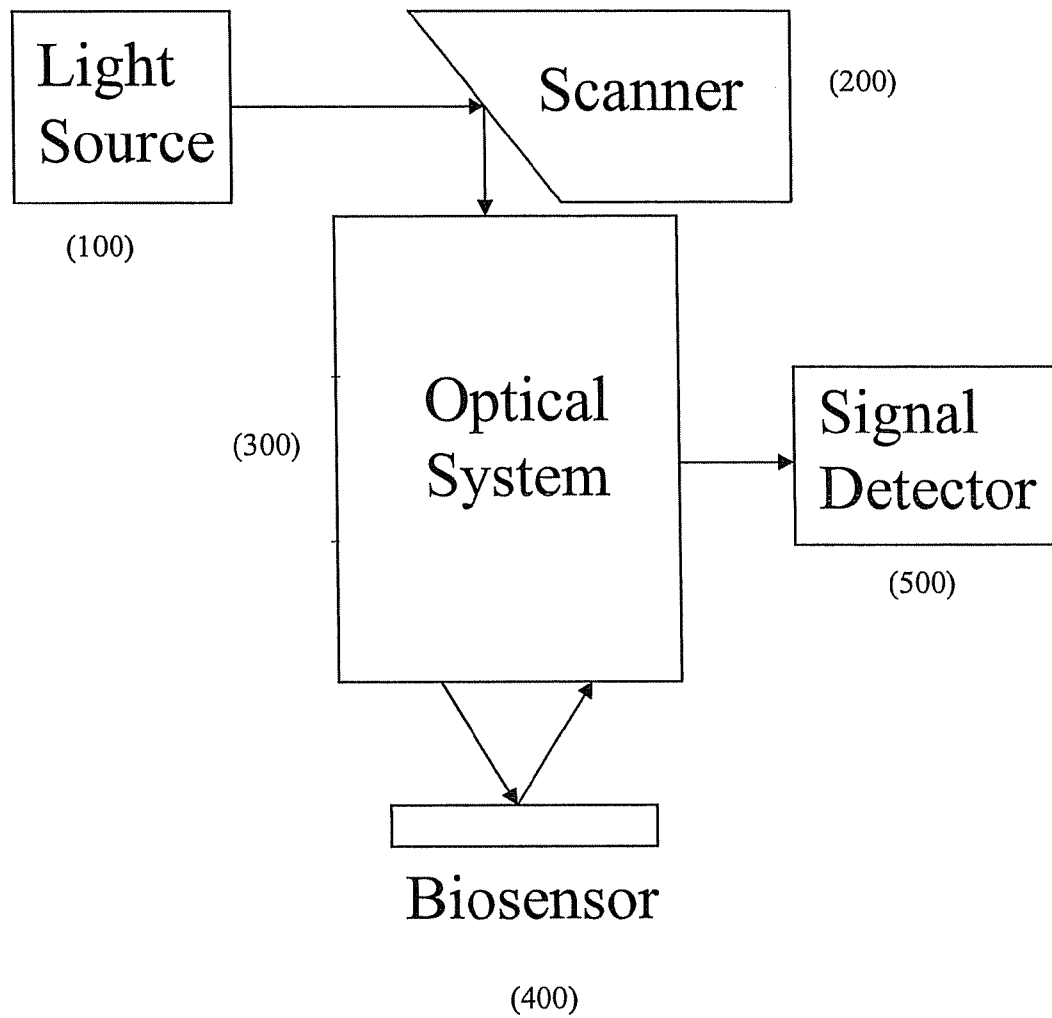 Light
Source
(100)
Scanner
(200)
Optical
System
(300)
Signal
Detector
(500)
Biosensor
(400)